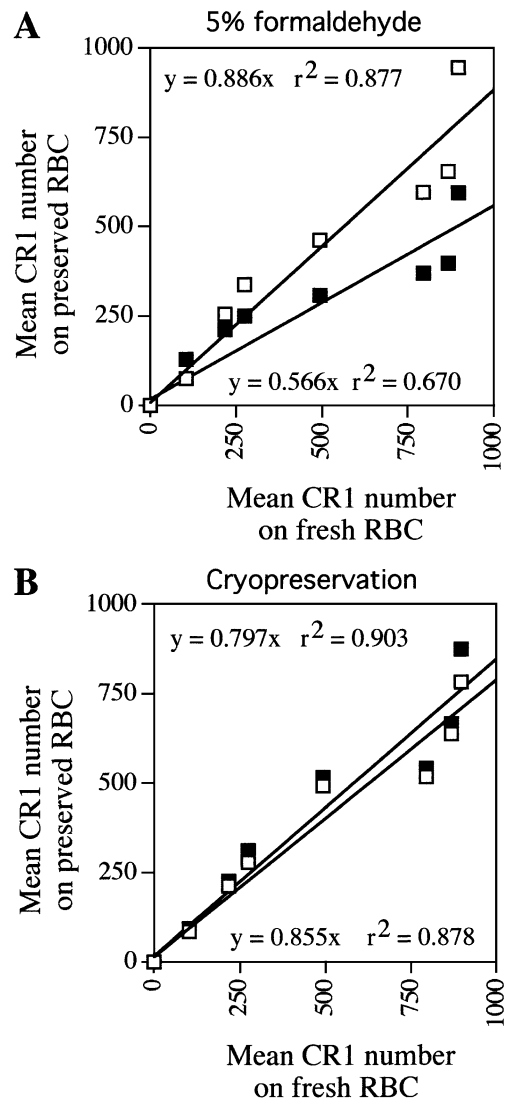 A
5% formaldehyde
1000
y = 0.886x r2 = 0.877
750
Mean CR1 number
on preserved RBC
500
250
y = 0.566x r2 = 0.670
0
0
250
500
750
1000
Mean CR1 number
on fresh RBC
B
Cryopreservation
1000
y = 0.797x r2 = 0.903
750
Mean CR1 number
on preserved RBC
500
250
y = 0.855x r2 = 0.878
0
0
250
500
750
1000
Mean CR1 number
on fresh RBC